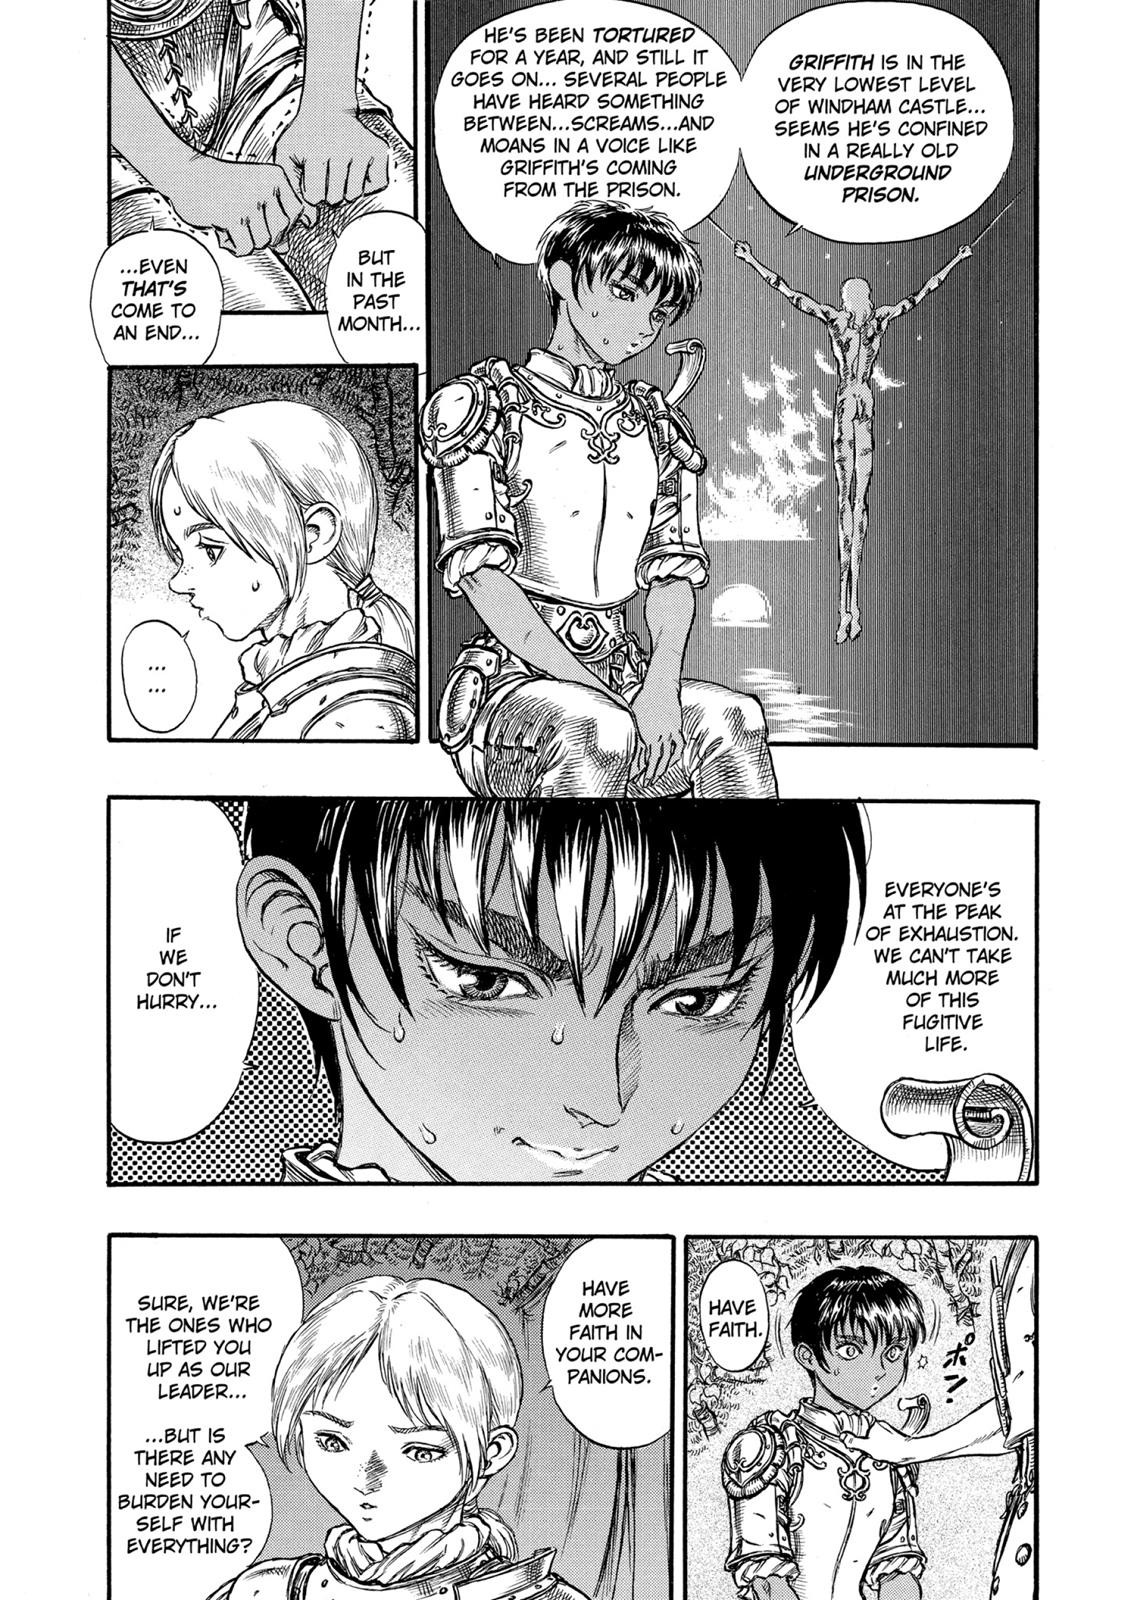 GRIFFITH IS IN THE
VERY LOWEST LEVEL
OF WINDHAM CASTLE...
SEEMS HE'S CONFINED
IN A REALLY OLD
UNDERGROUND
PRISON.
HE'S BEEN TORTURED
FOR A YEAR, AND STILL IT
GOES ON... SEVERAL PEOPLE
HAVE HEARD SOMETHING
BETWEEN...SCREAMS...AND
MOANS IN A VOICE LIKE
GRIFFITH'S COMING
FROM THE PRISON.
BUT
IN THE
PAST
MONTH...
...EVEN
THAT'S
COME TO
AN END...
...
...
EVERYONE'S
AT THE PEAK
OF EXHAUSTION.
WE CAN'T TAKE
MUCH MORE
OF THIS
FUGITIVE
LIFE.
IF
WE
DON'T
HURRY...
HAVE
FAITH.
ポン
HAVE
MORE
FAITH IN
YOUR COM-
PANIONS.
SURE, WE'RE
THE ONES WHO
LIFTED YOU
UP AS OUR
LEADER...
...BUT IS
THERE ANY
NEED TO
BURDEN YOUR-
SELF WITH
EVERYTHING?